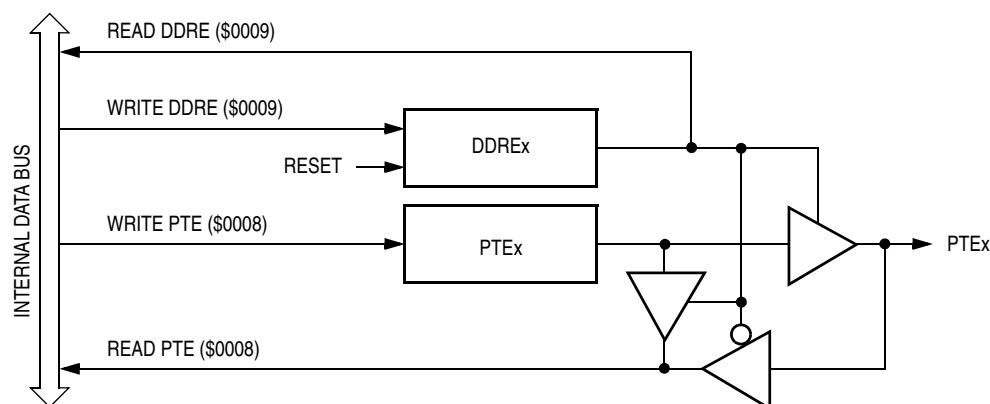 READ DDRE ($0009)
WRITE DDRE ($0009)
DDREx
RESET
WRITE PTE ($0008)
PTEx
PTEx
READ PTE ($0008)
INTERNAL DATA BUS